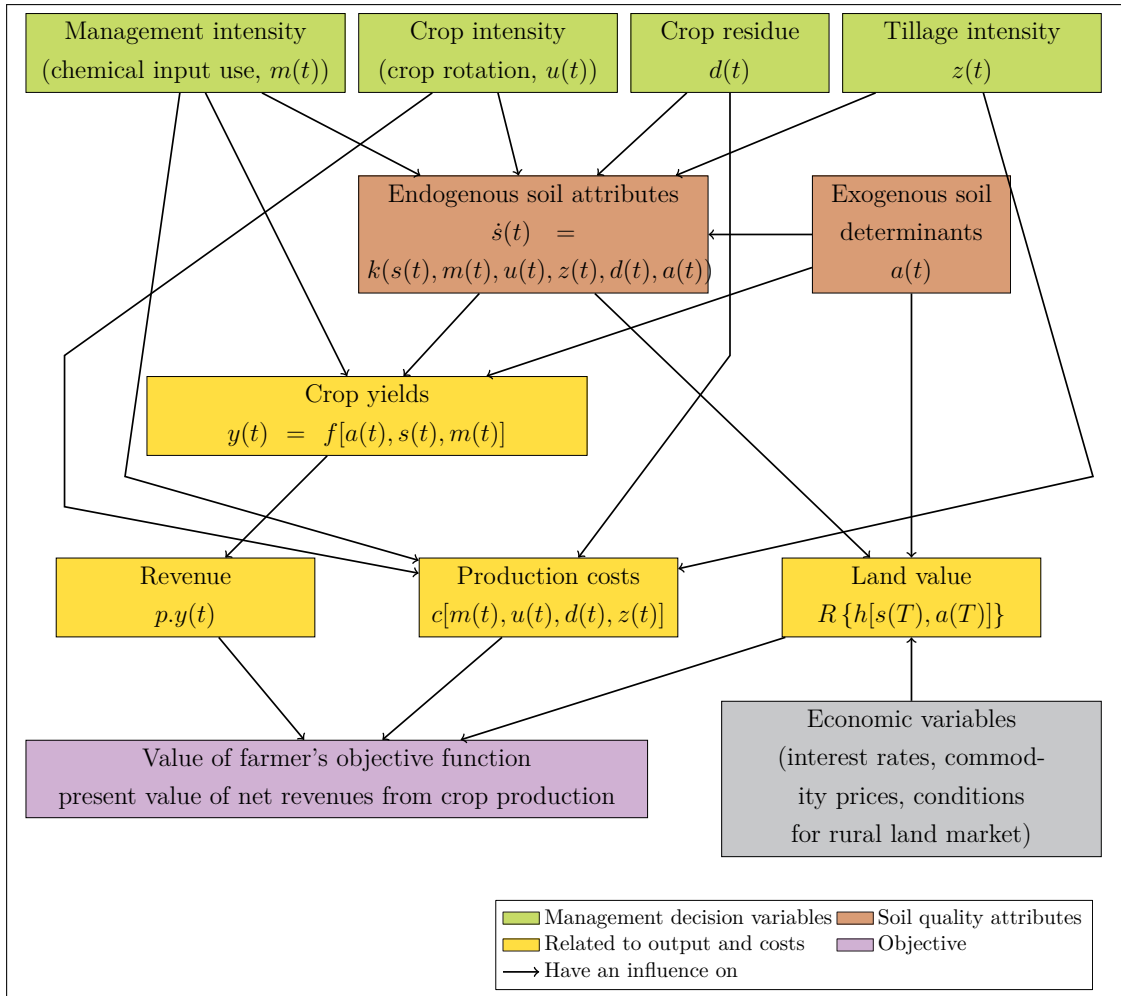 Management intensity
(chemical input use, m(t))
Crop intensity
(crop rotation, u(t))
Crop residue
d(t)
Tillage intensity
z(t)
Endogenous soil attributes
ṡ(t) =
k(s(t), m(t), u(t), z(t), d(t), a(t))
Exogenous soil
determinants
a(t)
Crop yields
y(t) = f[a(t), s(t), m(t)]
Revenue
p.y(t)
Production costs
c[m(t), u(t), d(t), z(t)]
Land value
R{h[s(T), a(T)]}
Value of farmer's objective function
present value of net revenues from crop production
Economic variables
(interest rates, commod-
ity prices, conditions
for rural land market)
Management decision variables
Soil quality attributes
Related to output and costs
Objective
Have an influence on